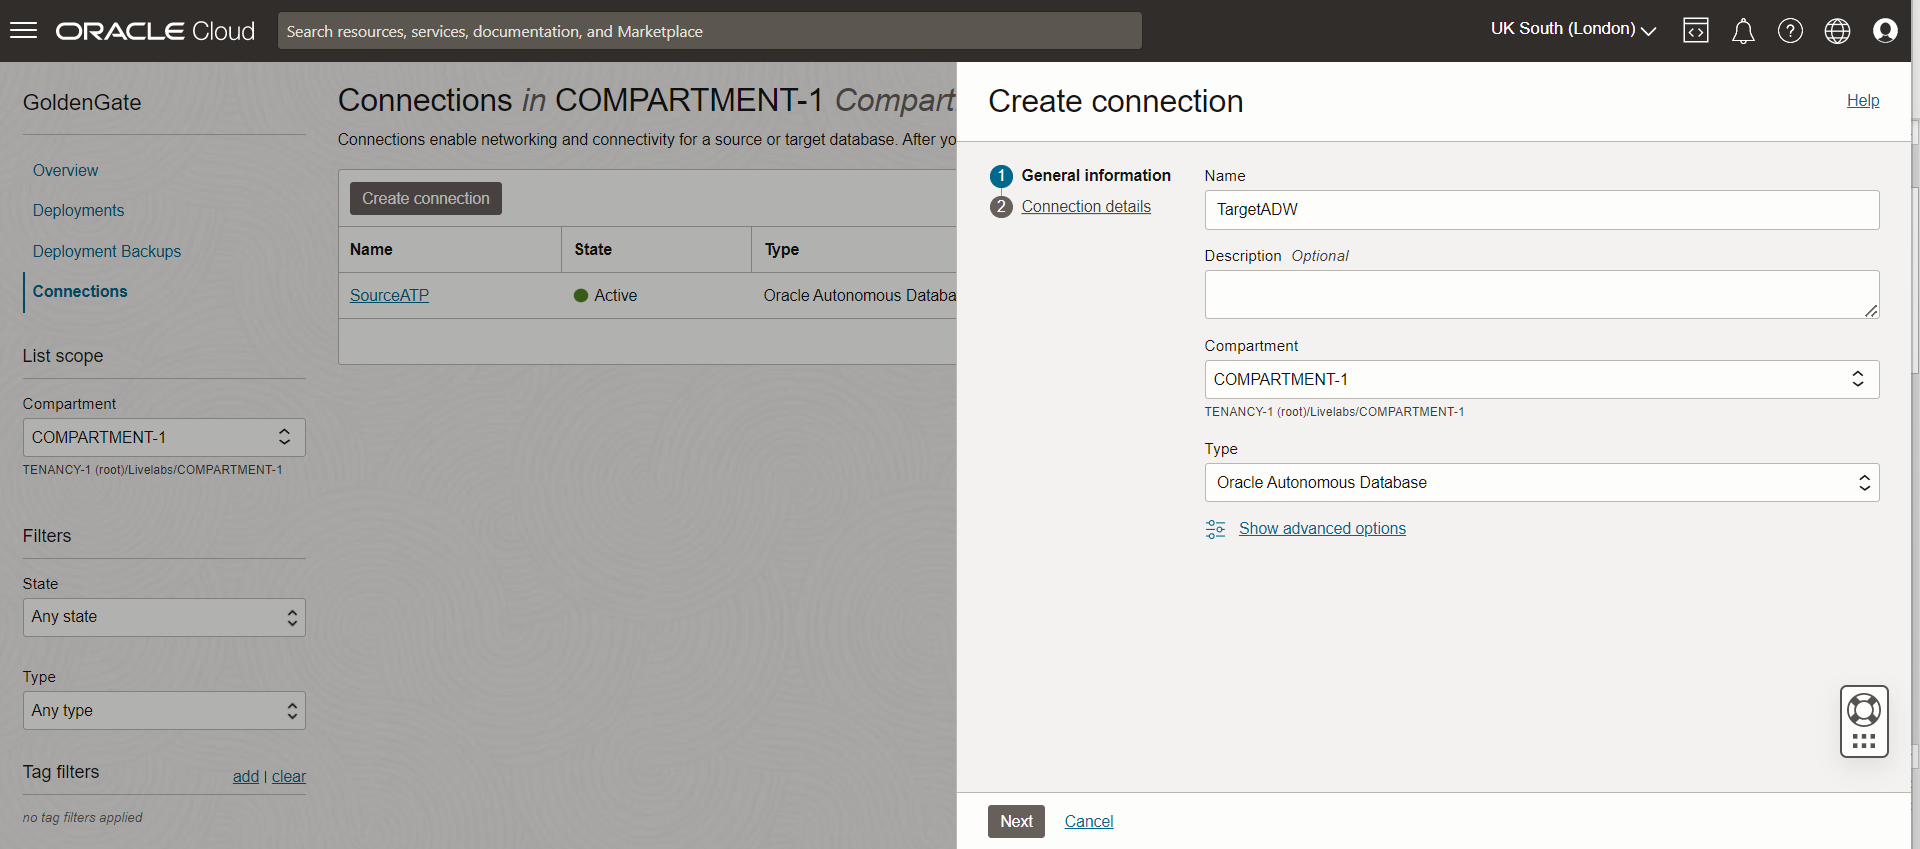 ORACLE Cloud
Search resources, services, documentation, and Marketplace
UK South (London)
GoldenGate
Overview
Deployments
Deployment Backups
Connections
List scope
Compartment
COMPARTMENT-1
TENANCY-1 (root)/Livelabs/COMPARTMENT-1
Filters
State
Any state
Type
Any type
Tag filters
add | clear
no tag filters applied
Connections in COMPARTMENT-1 Compart
Connections enable networking and connectivity for a source or target database. After yo
Create connection
Name State Type
SourceATP Active Oracle Autonomous Databa
Create connection
Help
1 General information
2 Connection details
Name
TargetADW
Description Optional
Compartment
COMPARTMENT-1
TENANCY-1 (root)/Livelabs/COMPARTMENT-1
Type
Oracle Autonomous Database
Show advanced options
Next Cancel